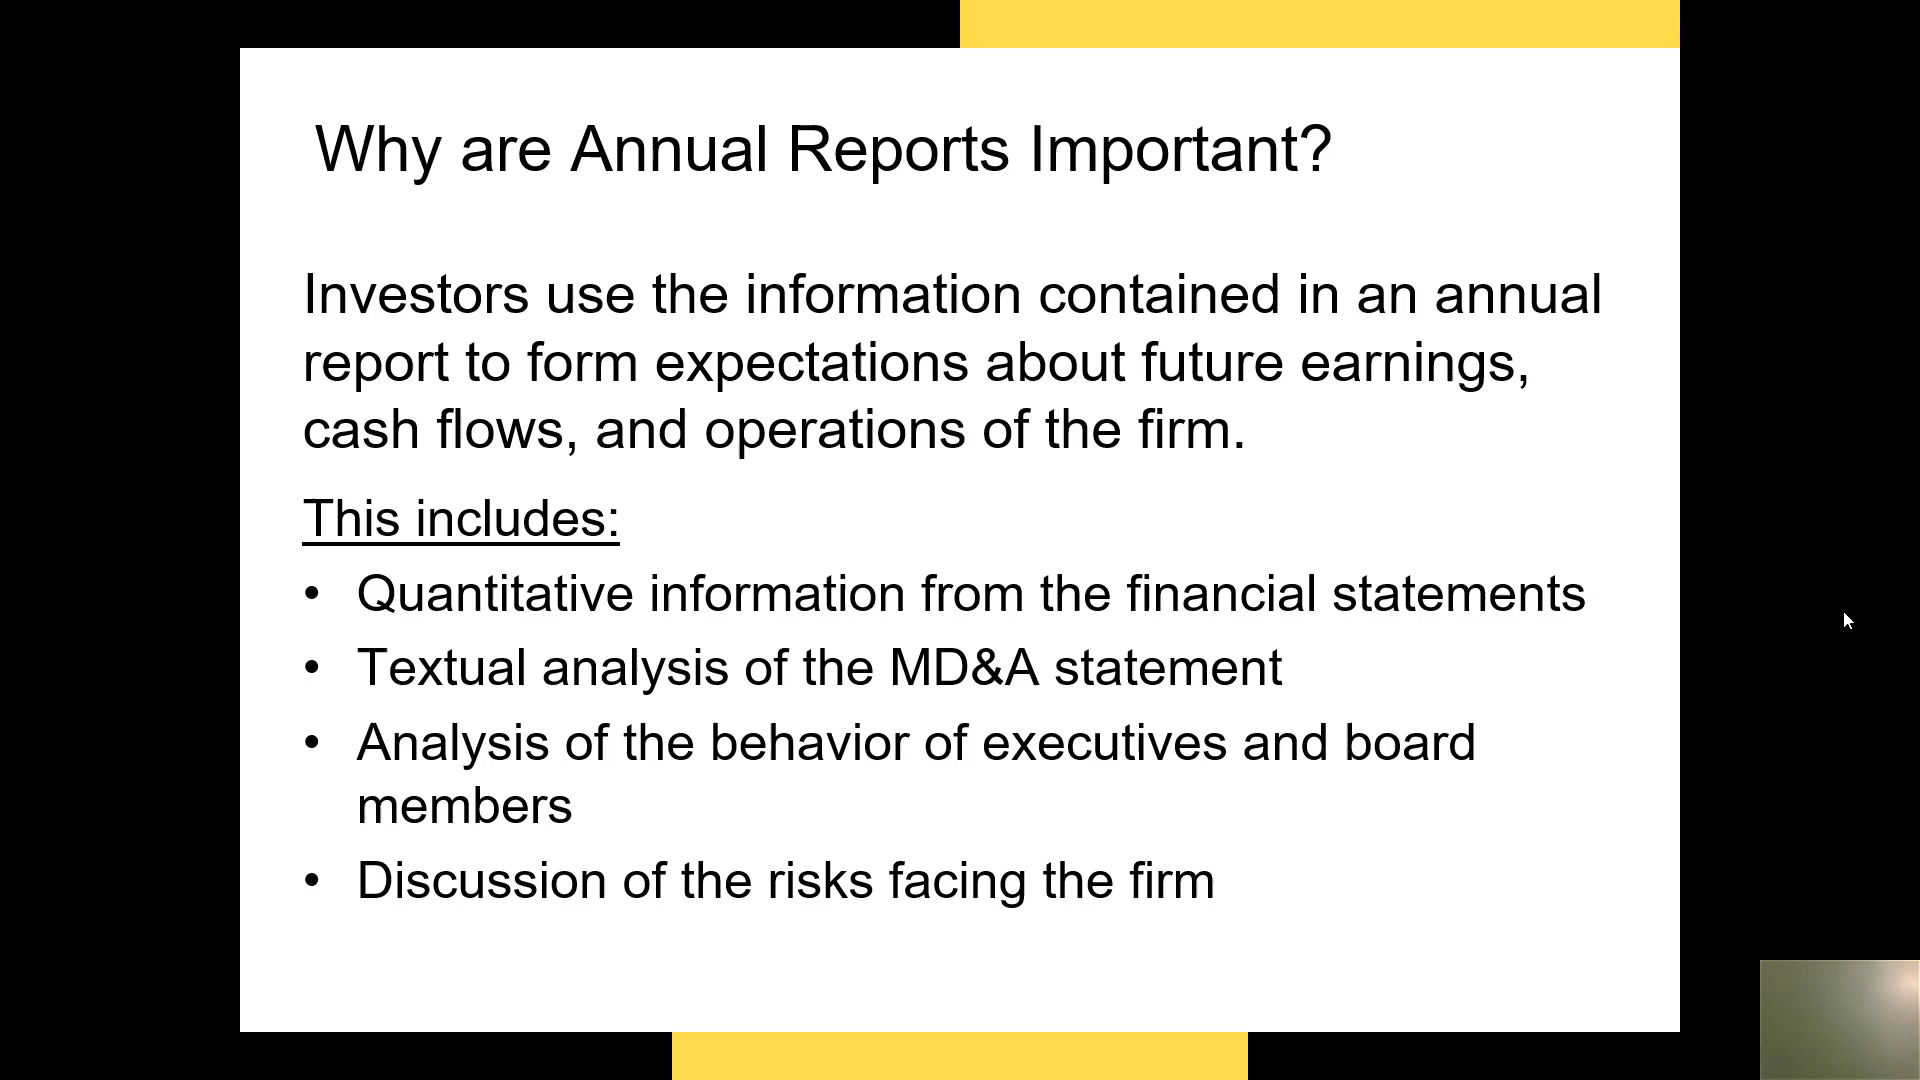 Why are Annual Reports Important?
Investors use the information contained in an annual
report to form expectations about future earnings,
cash flows, and operations of the firm.
This includes:
• Quantitative information from the financial statements
• Textual analysis of the MD&A statement
• Analysis of the behavior of executives and board
members
• Discussion of the risks facing the firm